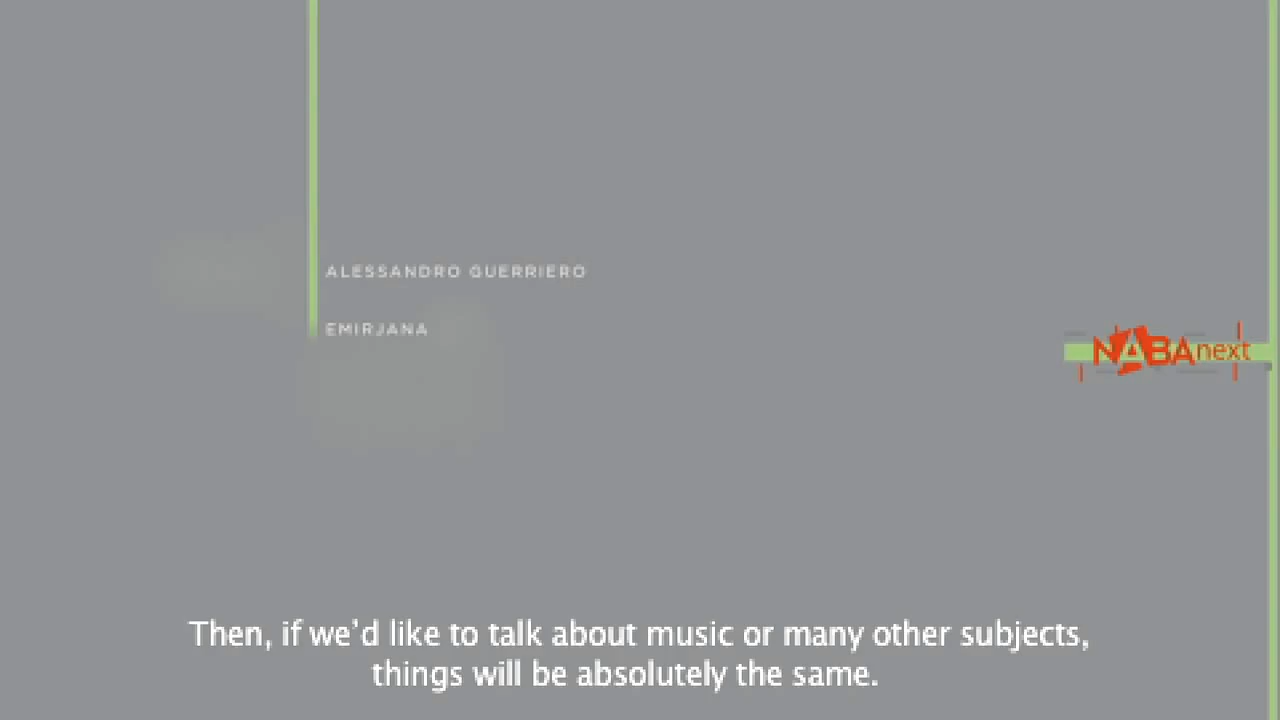 ALESSANDRO GUERRIERO
EMIRJANA
NABAnext
Then, if we’d like to talk about music or many other subjects,
things will be absolutely the same.